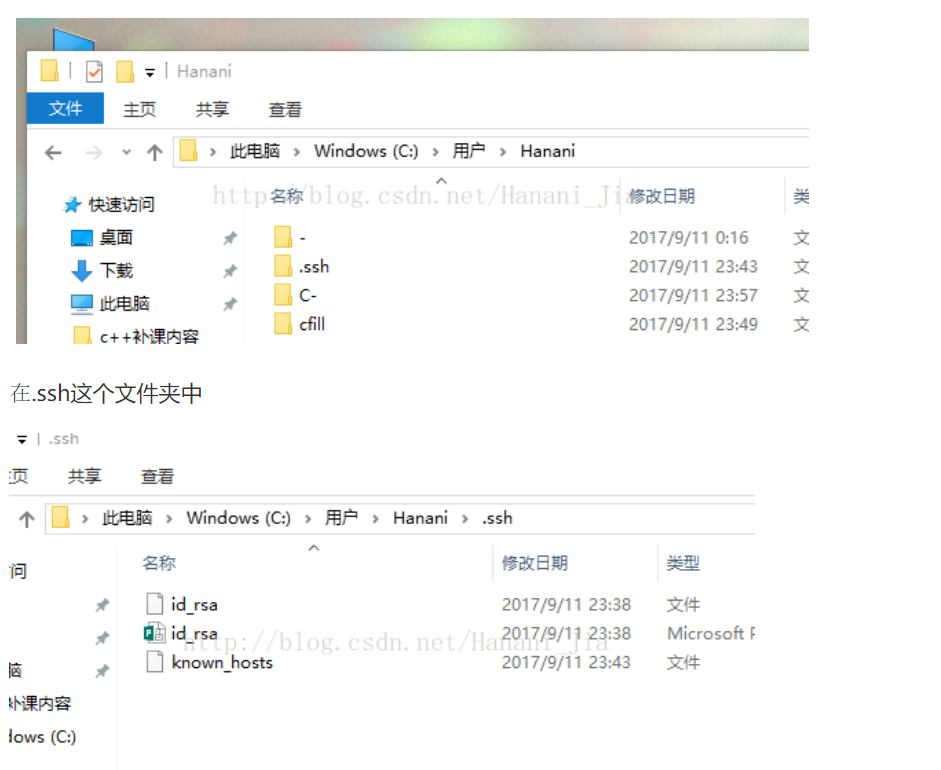 Hanani
文件 主页 共享 查看
此电脑 > Windows (C:) > 用户 > Hanani
http://blog.csdn.net/Hanani_Jia
名称 修改日期
快速访问
桌面 - 2017/9/11 0:16
下载 .ssh 2017/9/11 23:43
此电脑 C- 2017/9/11 23:57
c++补课内容 cfill 2017/9/11 23:49
在.ssh这个文件夹中
.ssh
页 共享 查看
此电脑 > Windows (C:) > 用户 > Hanani > .ssh
名称 修改日期 类型
问
id_rsa 2017/9/11 23:38 文件
id_rsa 2017/9/11 23:38 Microsoft P
http://blog.csdn.net/Hanani_Jia
known_hosts 2017/9/11 23:43 文件
脑
补课内容
dows (C:)